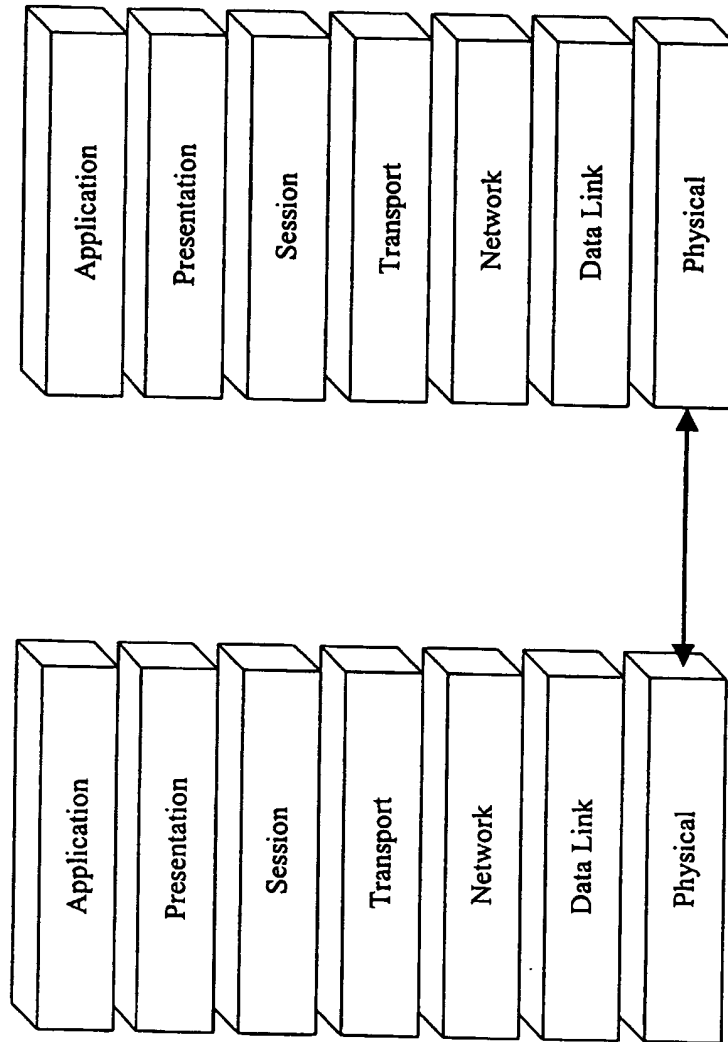 Application
Presentation
Session
Transport
Network
Data Link
Physical
Application
Presentation
Session
Transport
Network
Data Link
Physical